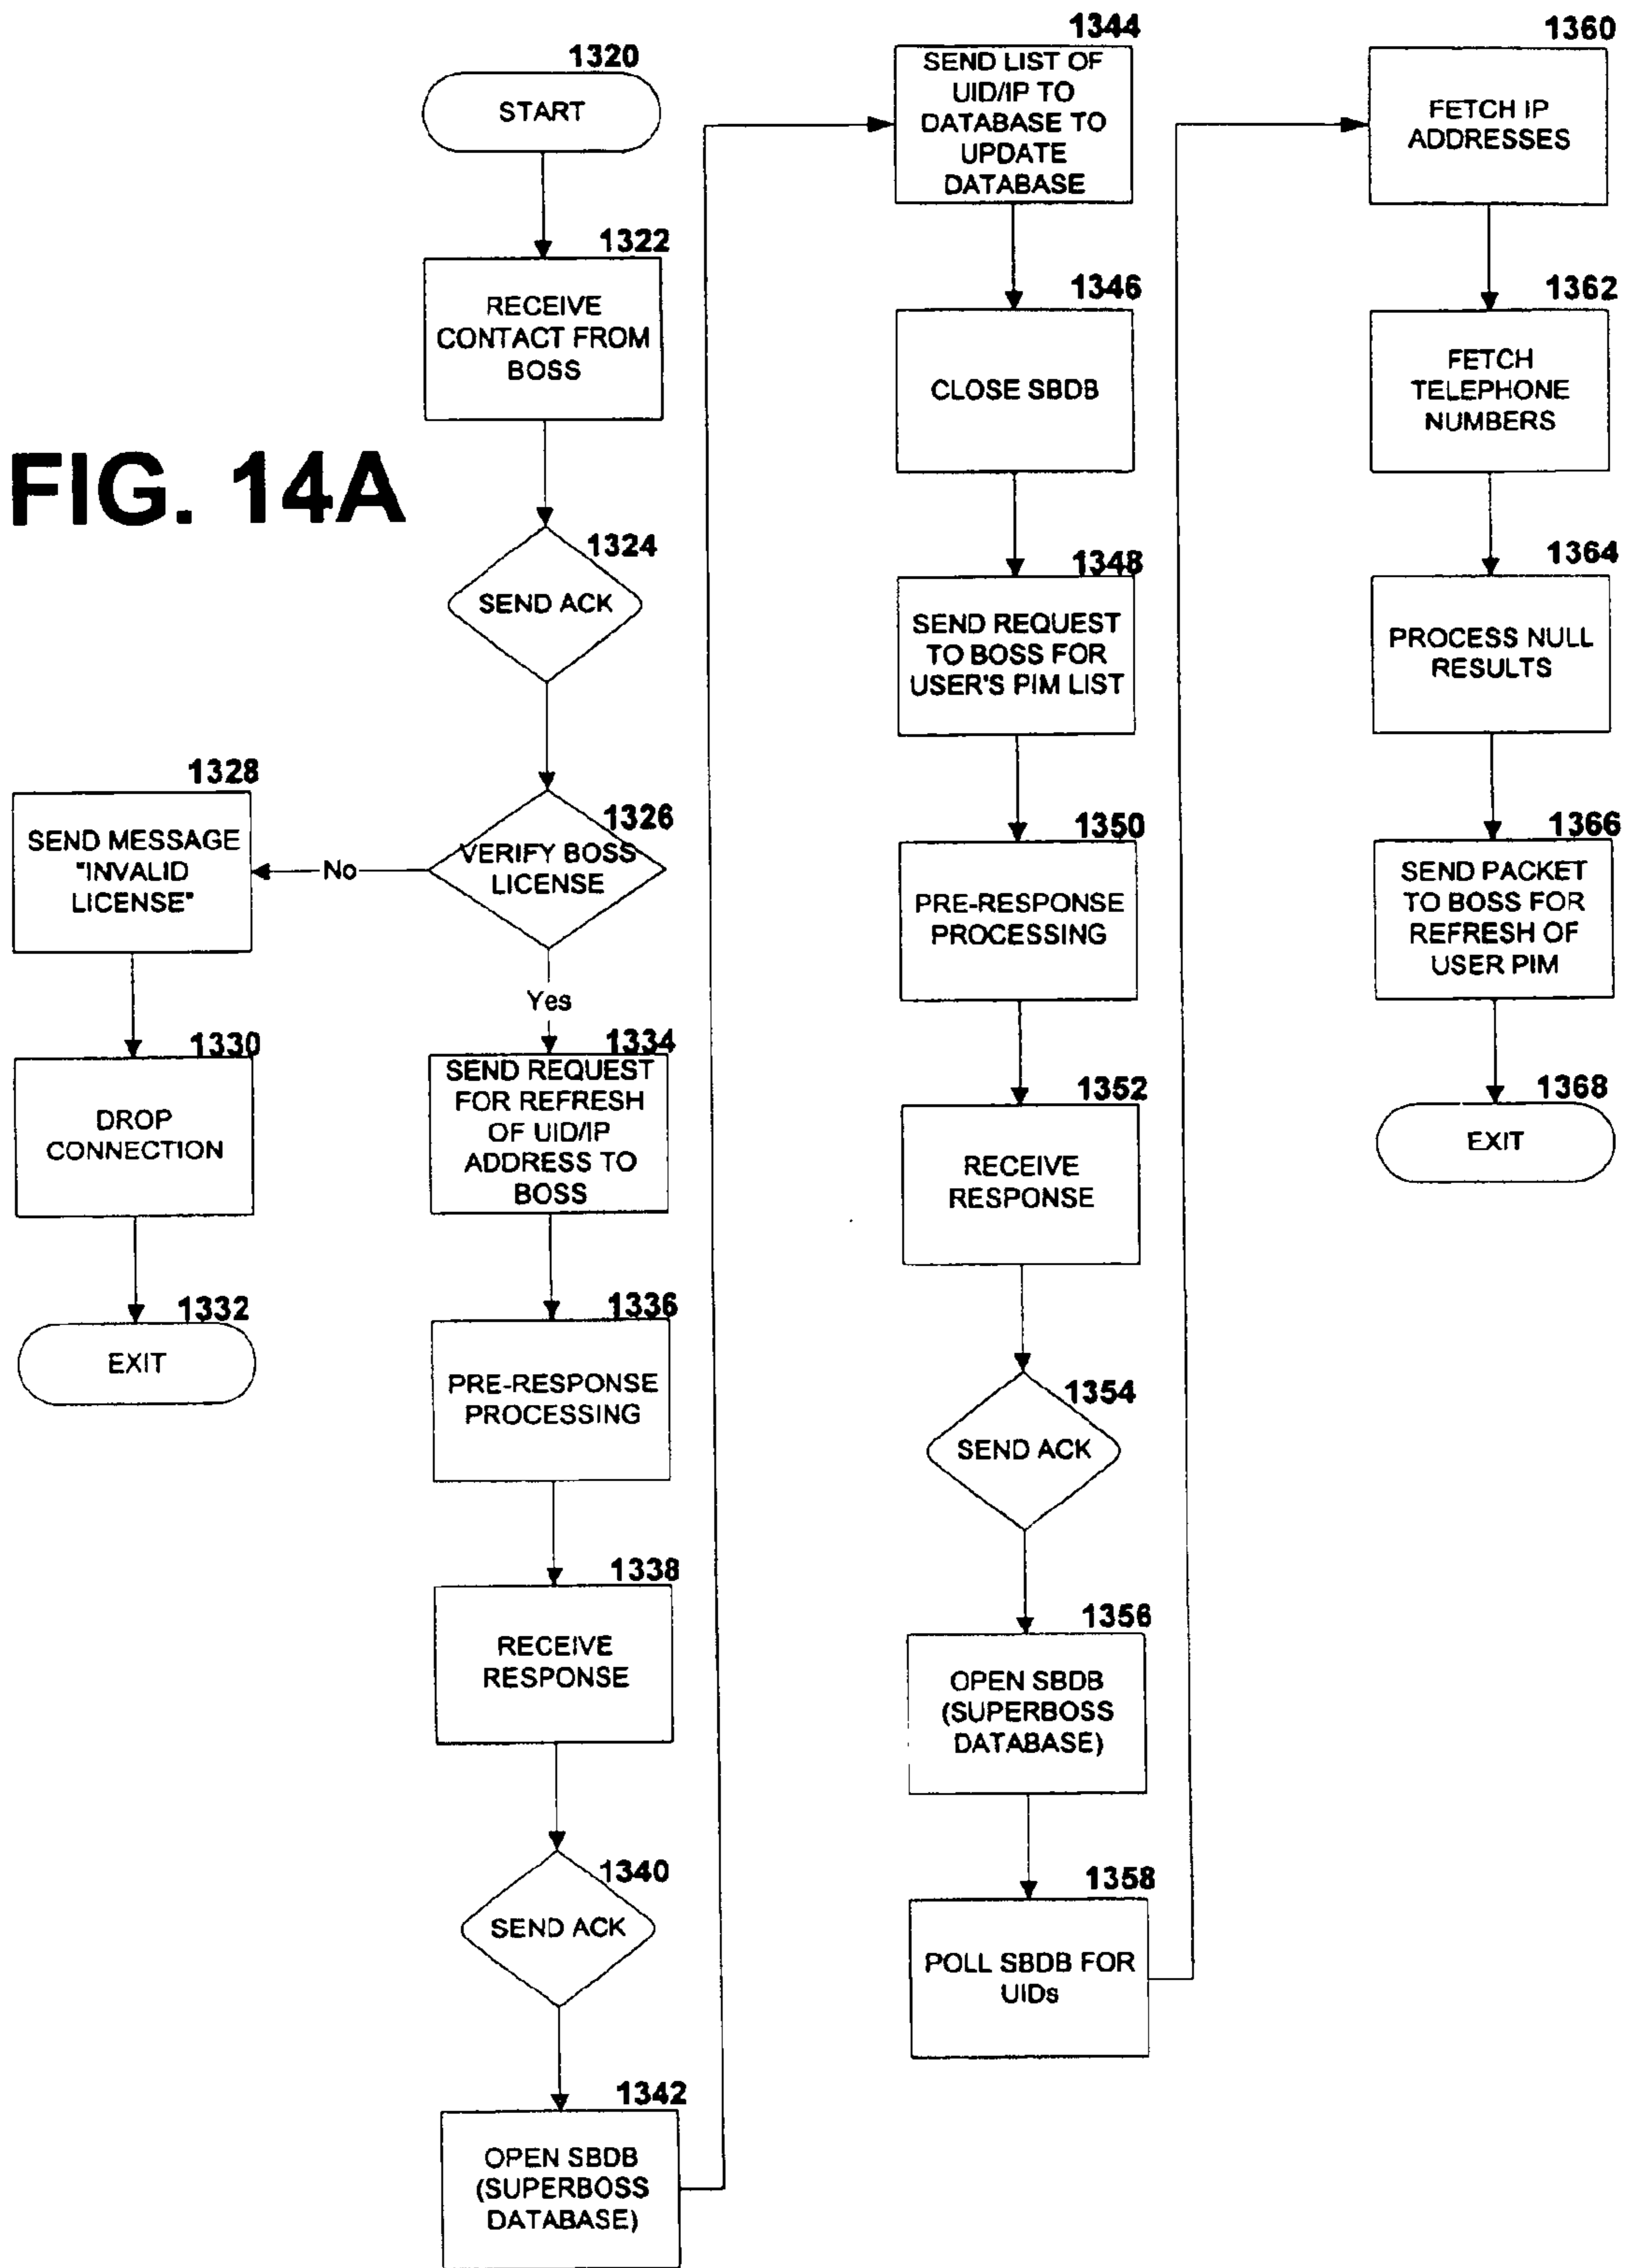 FIG. 14A
1320
START
1322
RECEIVE
CONTACT FROM
BOSS
1324
SEND ACK
1326
VERIFY BOSS
LICENSE
No
1328
SEND MESSAGE
"INVALID
LICENSE"
1330
DROP
CONNECTION
1332
EXIT
Yes
1334
SEND REQUEST
FOR REFRESH
OF UID/IP
ADDRESS TO
BOSS
1336
PRE-RESPONSE
PROCESSING
1338
RECEIVE
RESPONSE
1340
SEND ACK
1342
OPEN SBDB
(SUPERBOSS
DATABASE)
1344
SEND LIST OF
UID/IP TO
DATABASE TO
UPDATE
DATABASE
1346
CLOSE SBDB
1348
SEND REQUEST
TO BOSS FOR
USER'S PIM LIST
1350
PRE-RESPONSE
PROCESSING
1352
RECEIVE
RESPONSE
1354
SEND ACK
1356
OPEN SBDB
(SUPERBOSS
DATABASE)
1358
POLL SBDB FOR
UIDs
1360
FETCH IP
ADDRESSES
1362
FETCH
TELEPHONE
NUMBERS
1364
PROCESS NULL
RESULTS
1366
SEND PACKET
TO BOSS FOR
REFRESH OF
USER PIM
1368
EXIT